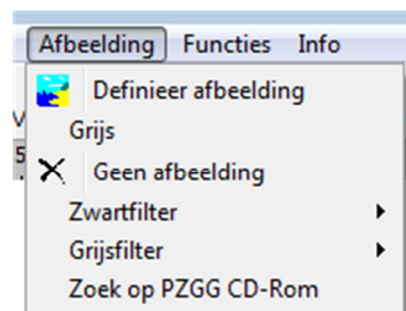 Afbeelding Functies Info
Definieer afbeelding
Grijs
Geen afbeelding
Zwartfilter
Grijsfilter
Zoek op PZGG CD-Rom